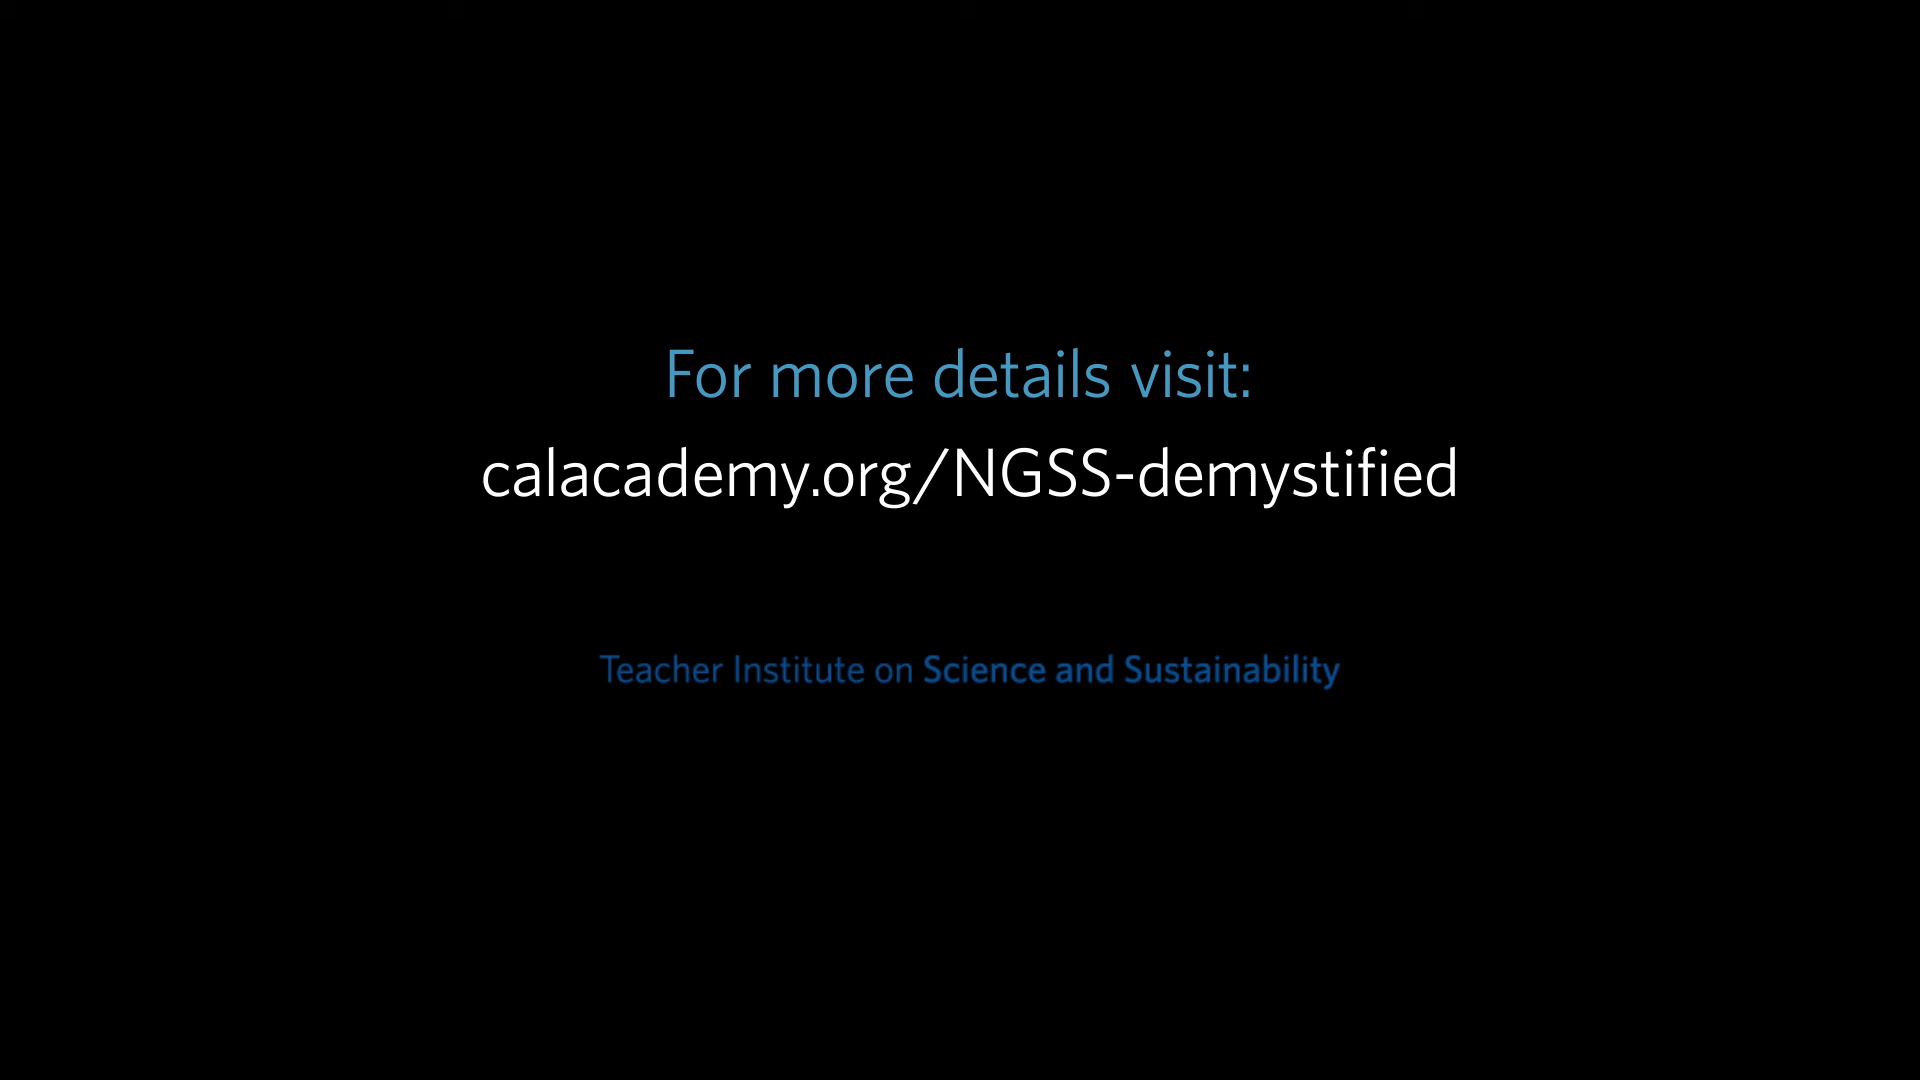 For more details visit:
calacademy.org/NGSS-demystified
Teacher Institute on Science and Sustainability